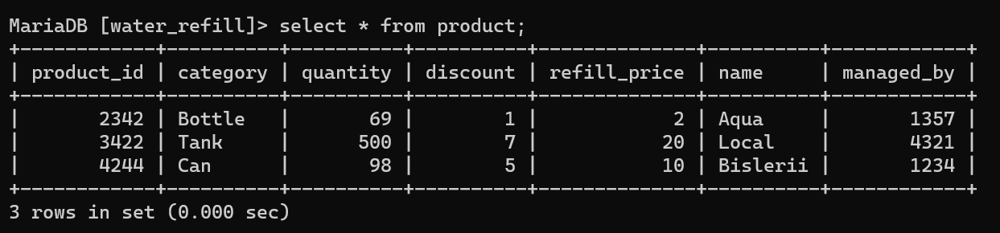 MariaDB [water_refill]> select * from product;
+------------+----------+----------+----------+--------------+----------+------------+
| product_id | category | quantity | discount | refill_price | name     | managed_by |
+------------+----------+----------+----------+--------------+----------+------------+
|       2342 | Bottle   |       69 |        1 |            2 | Aqua     |       1357 |
|       3422 | Tank     |      500 |        7 |           20 | Local    |       4321 |
|       4244 | Can      |       98 |        5 |           10 | Bislerii |       1234 |
+------------+----------+----------+----------+--------------+----------+------------+
3 rows in set (0.000 sec)